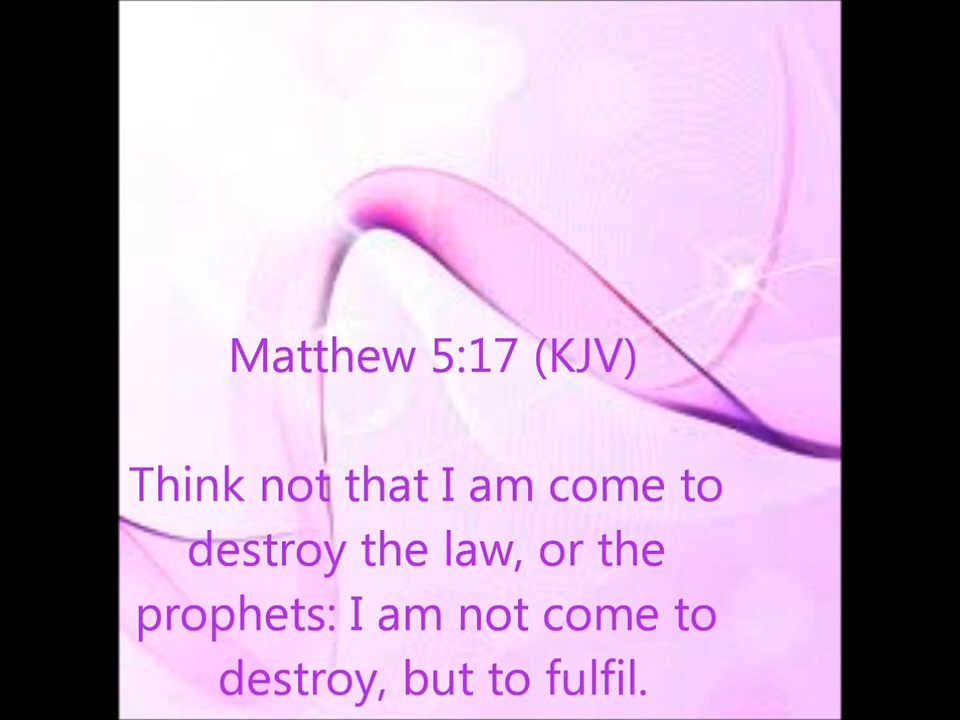 Matthew 5:17 (KJV)
Think not that I am come to
destroy the law, or the
prophets: I am not come to
destroy, but to fulfil.